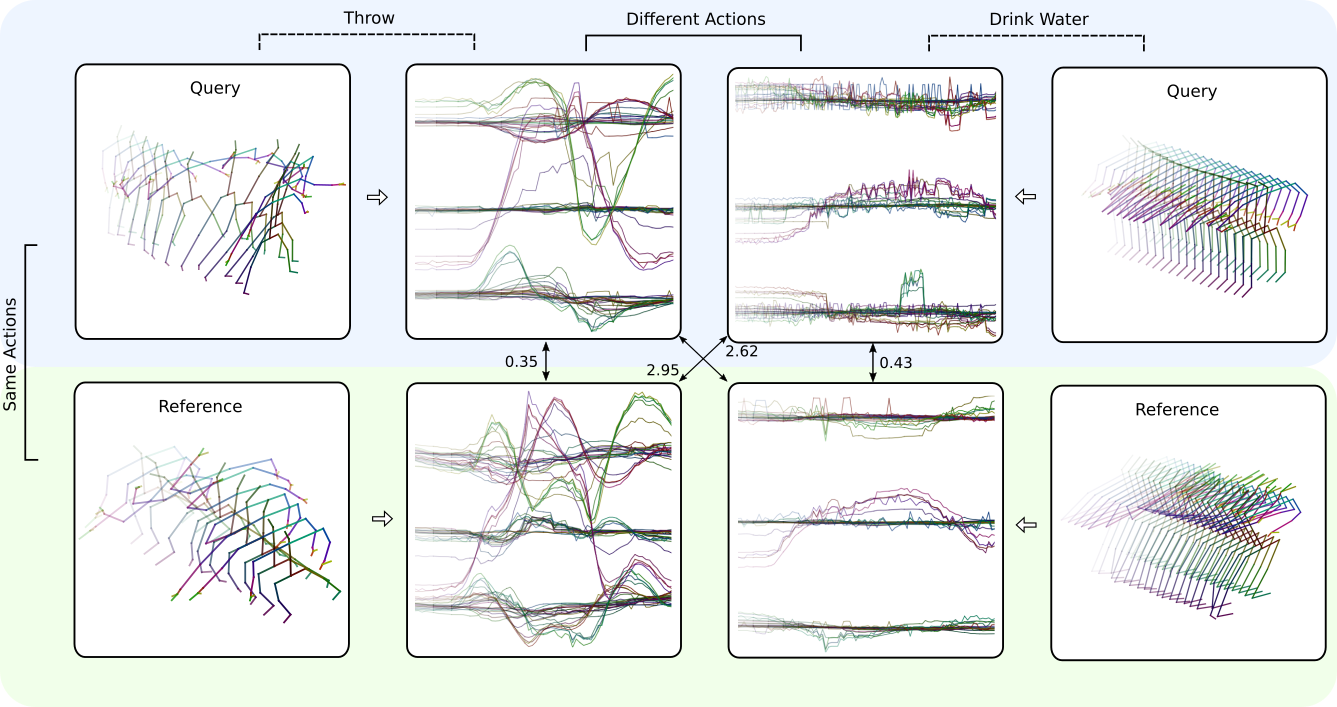 Throw
Different Actions
Drink Water
Query
Query
Same Actions
0.35
2.95
2.62
0.43
Reference
Reference